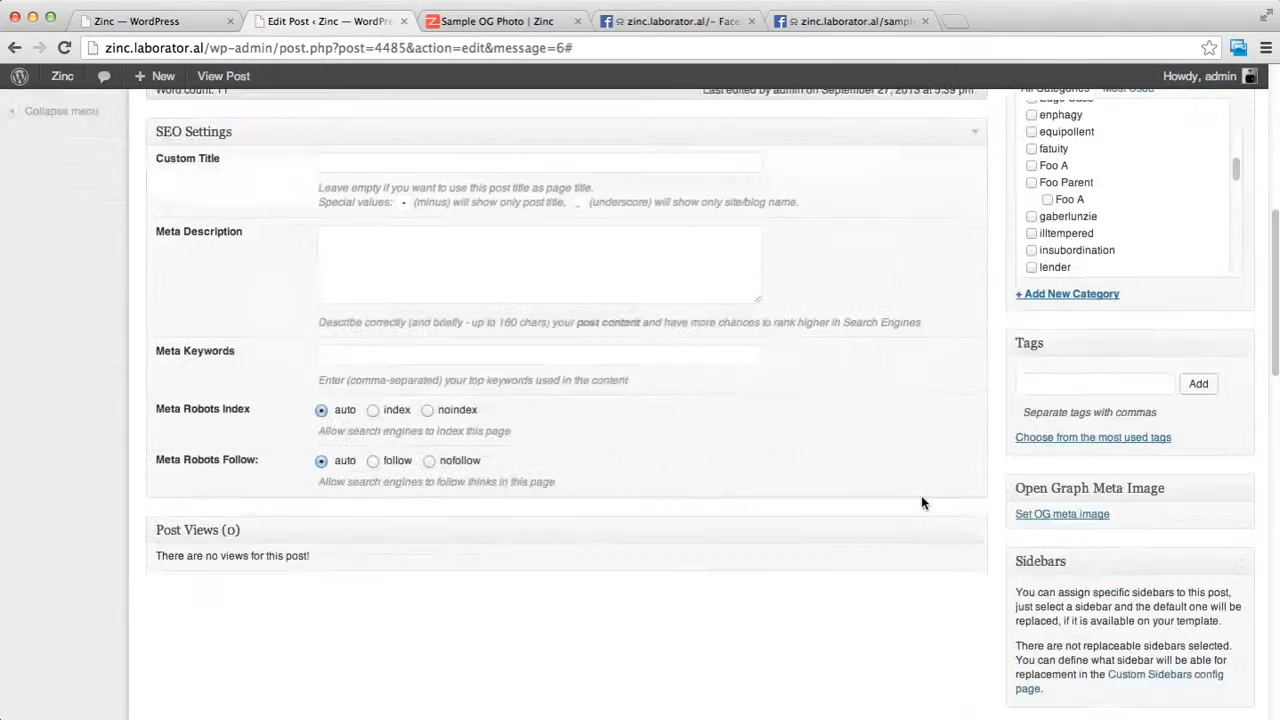 Zinc — WordPress
Edit Post ‹ Zinc — WordPre
Sample OG Photo | Zinc
zinc.laborator.al/ - Face
zinc.laborator.al/sampl
zinc.laborator.al/wp-admin/post.php?post=4485&action=edit&message=6#
Zinc
New
View Post
Howdy, admin
Collapse menu
Word count: 11
Last edited by admin on September 27, 2013 at 5:39 pm
All Categories
Most Used
Edge Case
enphagy
equipollent
fatuity
Foo A
Foo Parent
Foo A
gaberlunzie
illtempered
insubordination
lender
+ Add New Category
SEO Settings
Custom Title
Leave empty if you want to use this post title as page title.
Special values: - (minus) will show only post title, _ (underscore) will show only site/blog name.
Meta Description
Describe correctly (and briefly - up to 160 chars) your post content and have more chances to rank higher in Search Engines
Meta Keywords
Enter (comma-separated) your top keywords used in the content
Meta Robots Index
auto index noindex
Allow search engines to index this page
Meta Robots Follow:
auto follow nofollow
Allow search engines to follow thinks in this page
Post Views (0)
There are no views for this post!
Tags
Add
Separate tags with commas
Choose from the most used tags
Open Graph Meta Image
Set OG meta image
Sidebars
You can assign specific sidebars to this post,
just select a sidebar and the default one will be
replaced, if it is available on your template.
There are not replaceable sidebars selected.
You can define what sidebar will be able for
replacement in the Custom Sidebars config
page.